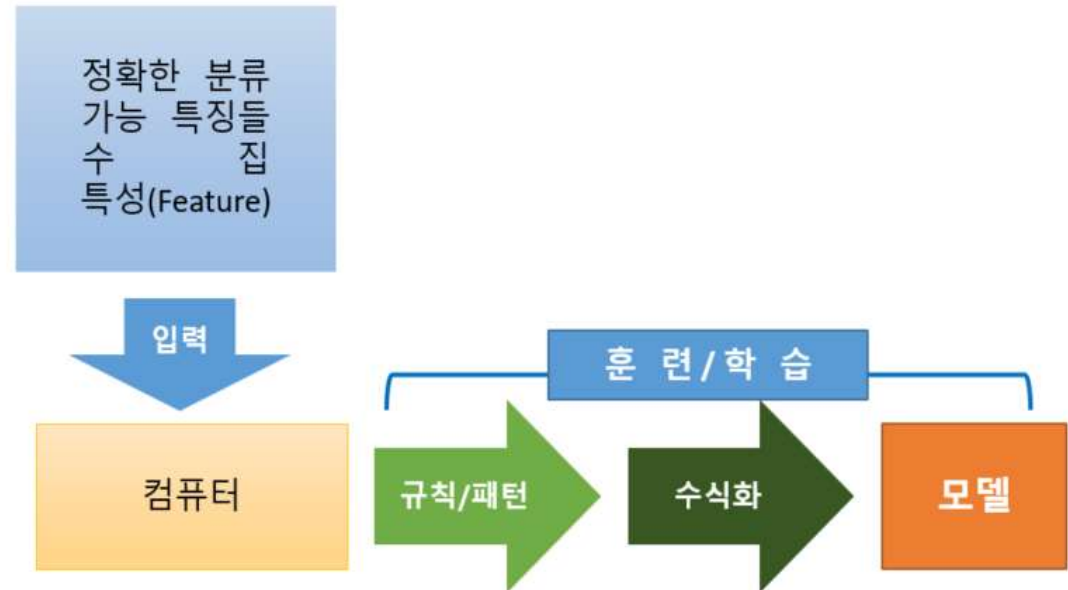 정확한 분류
가능 특징들
수 집
특성(Feature)
입력
훈 련/학 습
컴퓨터
규칙/패턴
수식화
모델